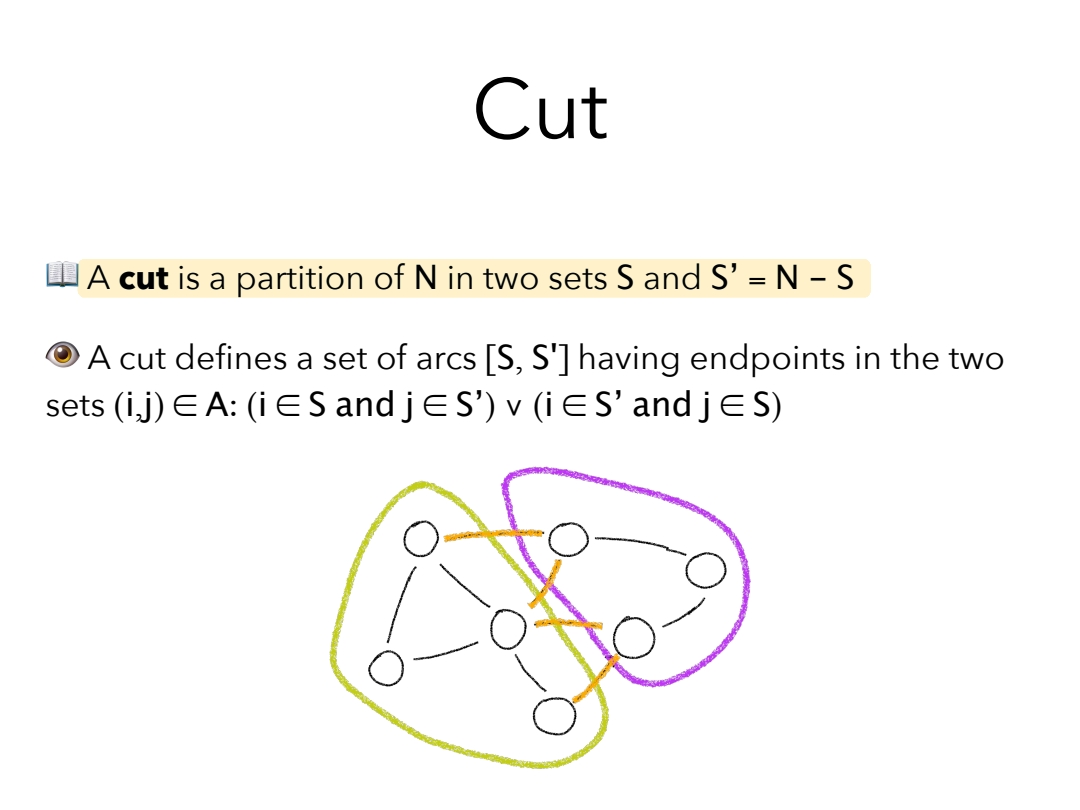 Cut
📖 A cut is a partition of N in two sets S and S’ = N – S
👁 A cut defines a set of arcs [S, S'] having endpoints in the two
sets (i,j) ∈ A: (i ∈ S and j ∈ S’) ∨ (i ∈ S’ and j ∈ S)